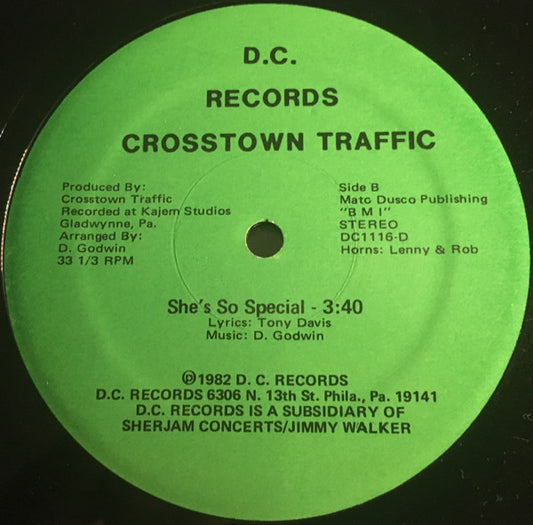 D.C.
RECORDS
CROSSTOWN TRAFFIC
Produced By:
Crosstown Traffic
Recorded at Kajem Studios
Gladwynne, Pa.
Arranged By:
D. Godwin
33 1/3 RPM
Side B
Mato Dusco Publishing
"B M I"
STEREO
DC1116-D
Horns: Lenny & Rob
She's So Special - 3:40
Lyrics: Tony Davis
Music: D. Godwin
℗1982 D. C. RECORDS
D.C. RECORDS 6306 N. 13th St. Phila., Pa. 19141
D.C. RECORDS IS A SUBSIDIARY OF
SHERJAM CONCERTS/JIMMY WALKER